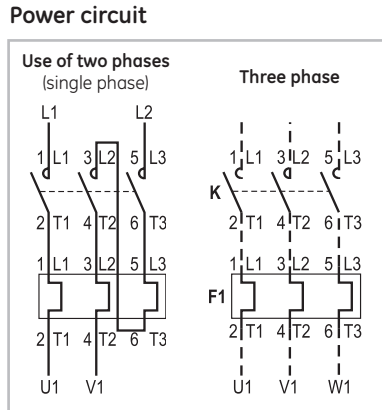 Power circuit
Use of two phases
(single phase)
Three phase
L1 L2
1 L1 3 L2 5 L3
1 L1 3 L2 5 L3
K
2 T1 4 T2 6 T3
2 T1 4 T2 6 T3
1 L1 3 L2 5 L3
1 L1 3 L2 5 L3
F1
2 T1 4 T2 6 T3
2 T1 4 T2 6 T3
U1 V1
U1 V1 W1